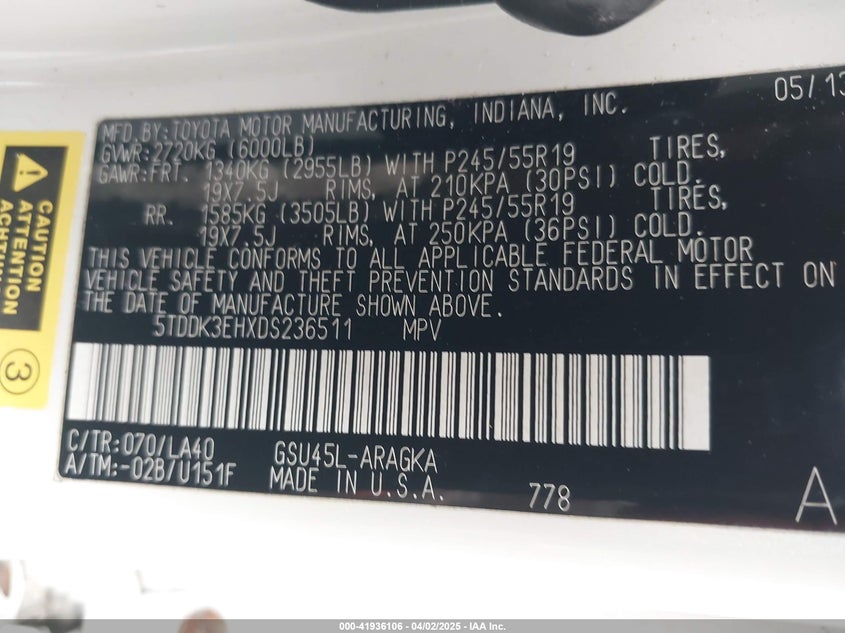 05/13
MFD. BY:TOYOTA MOTOR MANUFACTURING, INDIANA, INC.
GVWR:2720KG (6000LB)
GAWR:FRT. 1340KG (2955LB) WITH P245/55R19 TIRES,
19X7.5J RIMS, AT 210KPA (30PSI) COLD.
RR. 1585KG (3505LB) WITH P245/55R19 TIRES,
19X7.5J RIMS, AT 250KPA (36PSI) COLD.
THIS VEHICLE CONFORMS TO ALL APPLICABLE FEDERAL MOTOR
VEHICLE SAFETY AND THEFT PREVENTION STANDARDS IN EFFECT ON
THE DATE OF MANUFACTURE SHOWN ABOVE.
5TDDK3EHXDS236511 MPV
C/TR:070/LA40 GSU45L-ARAGKA
A/TM:-02B/U151F MADE IN U.S.A. 778 A
CAUTION
ATTENTION
3
000-41936106 - 04/02/2025 - IAA Inc.